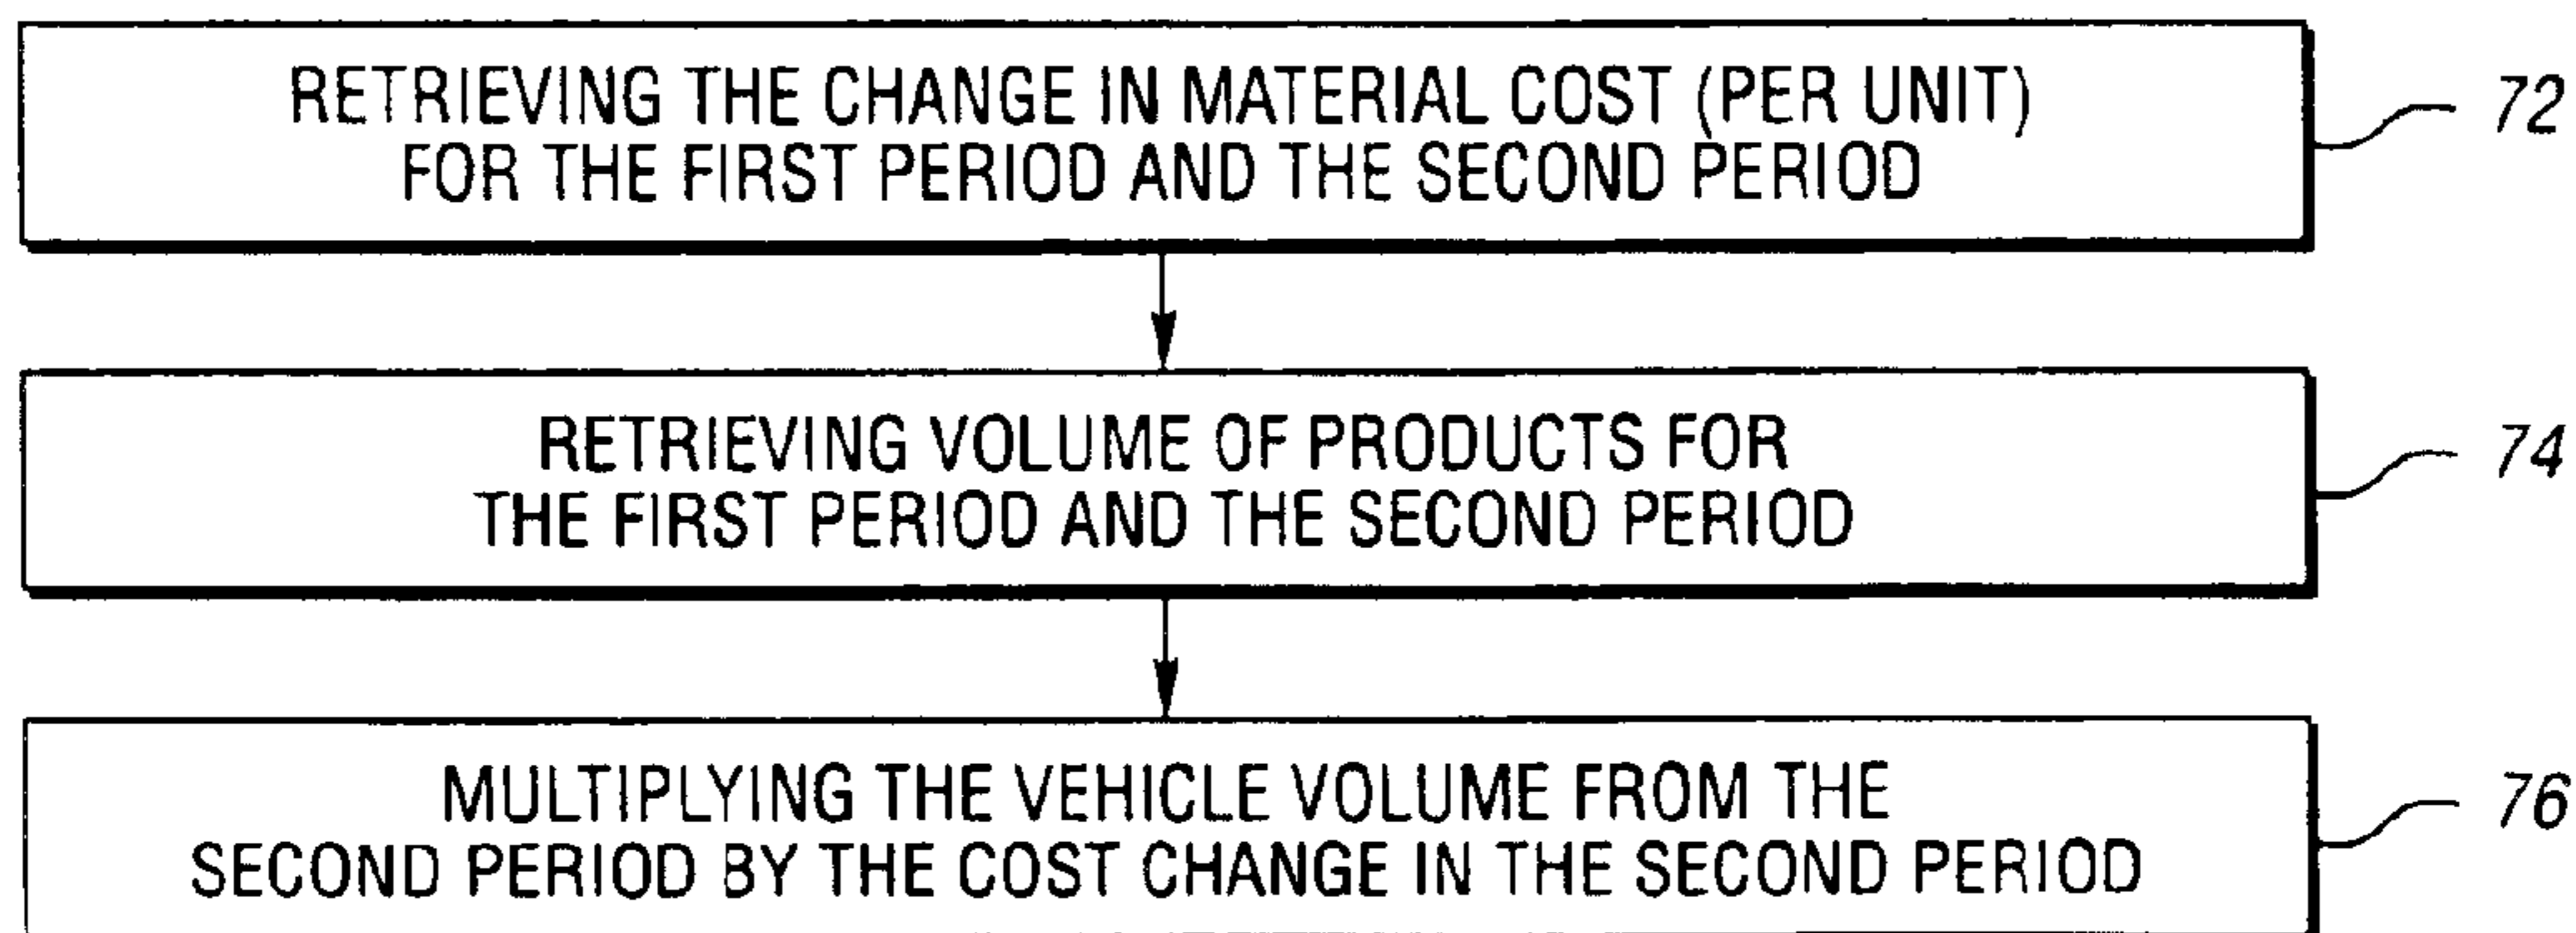 RETRIEVING THE CHANGE IN MATERIAL COST (PER UNIT)
FOR THE FIRST PERIOD AND THE SECOND PERIOD
72
RETRIEVING VOLUME OF PRODUCTS FOR
THE FIRST PERIOD AND THE SECOND PERIOD
74
MULTIPLYING THE VEHICLE VOLUME FROM THE
SECOND PERIOD BY THE COST CHANGE IN THE SECOND PERIOD
76